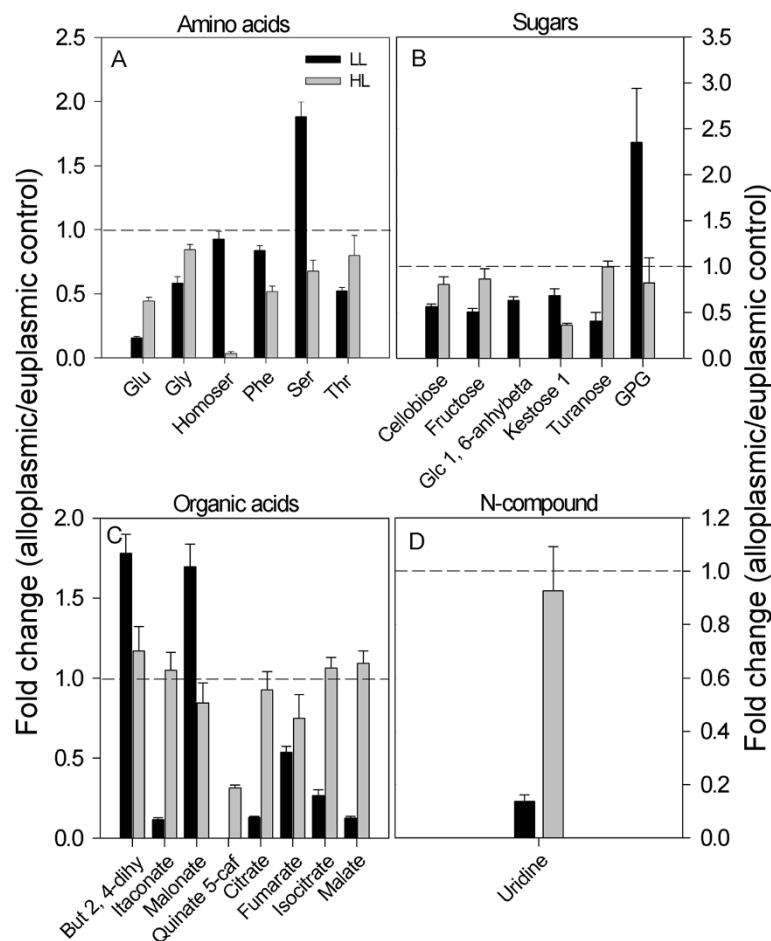 Amino acids
Sugars
A
LL
HL
B
2.5
2.0
1.5
1.0
0.5
0.0
3.5
3.0
2.5
2.0
1.5
1.0
0.5
0.0
Glu
Gly
Homoser
Phe
Ser
Thr
Cellobiose
Fructose
Glc 1, 6-anhybeta
Kestose 1
Turanose
GPG
Fold change (alloplasmic/euplasmic control)
Fold change (alloplasmic/euplasmic control)
Organic acids
N-compound
C
D
2.0
1.5
1.0
0.5
0.0
1.2
1.0
0.8
0.6
0.4
0.2
0.0
But 2, 4-dihy
Itaconate
Malonate
Quinate 5-caf
Citrate
Fumarate
Isocitrate
Malate
Uridine